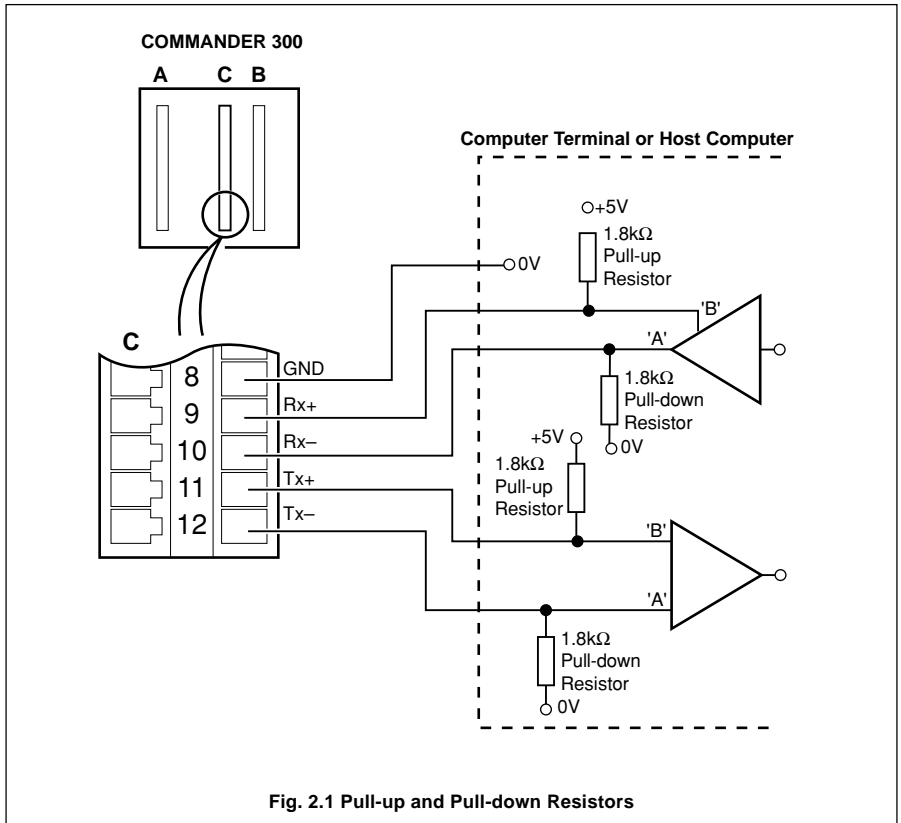 COMMANDER 300
A C B
Computer Terminal or Host Computer
+5V
1.8kΩ
Pull-up
Resistor
0V
'B'
'A'
C
8 GND
9 Rx+
10 Rx–
11 Tx+
12 Tx–
1.8kΩ
Pull-down
Resistor
0V
+5V
1.8kΩ
Pull-up
Resistor
'B'
'A'
1.8kΩ
Pull-down
Resistor
0V
Fig. 2.1 Pull-up and Pull-down Resistors